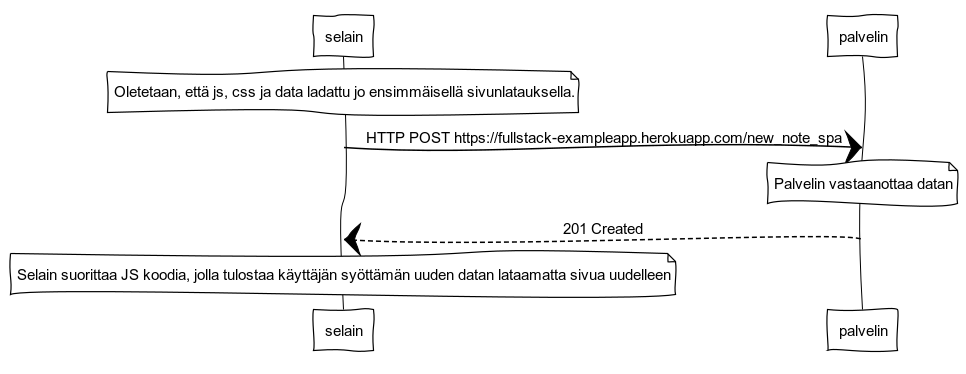 selain
palvelin
Oletetaan, että js, css ja data ladattu jo ensimmäisellä sivunlatauksella.
HTTP POST https://fullstack-exampleapp.herokuapp.com/new_note_spa
Palvelin vastaanottaa datan
201 Created
Selain suorittaa JS koodia, jolla tulostaa käyttäjän syöttämän uuden datan lataamatta sivua uudelleen
selain
palvelin